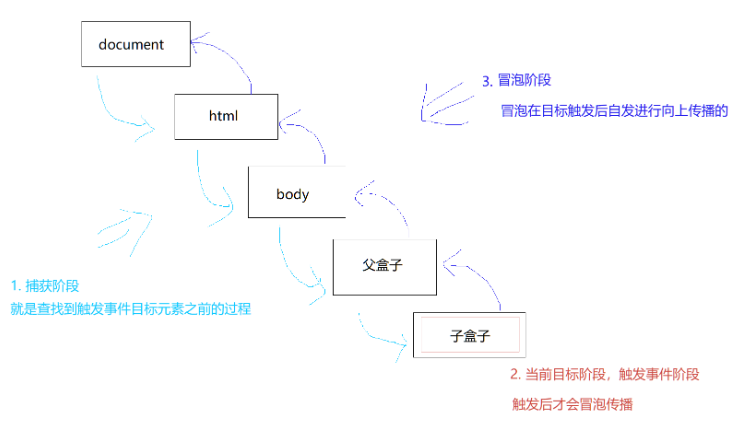 document
html
body
父盒子
子盒子
1. 捕获阶段
就是查找到触发事件目标元素之前的过程
2. 当前目标阶段，触发事件阶段
触发后才会冒泡传播
3. 冒泡阶段
冒泡在目标触发后自发进行向上传播的